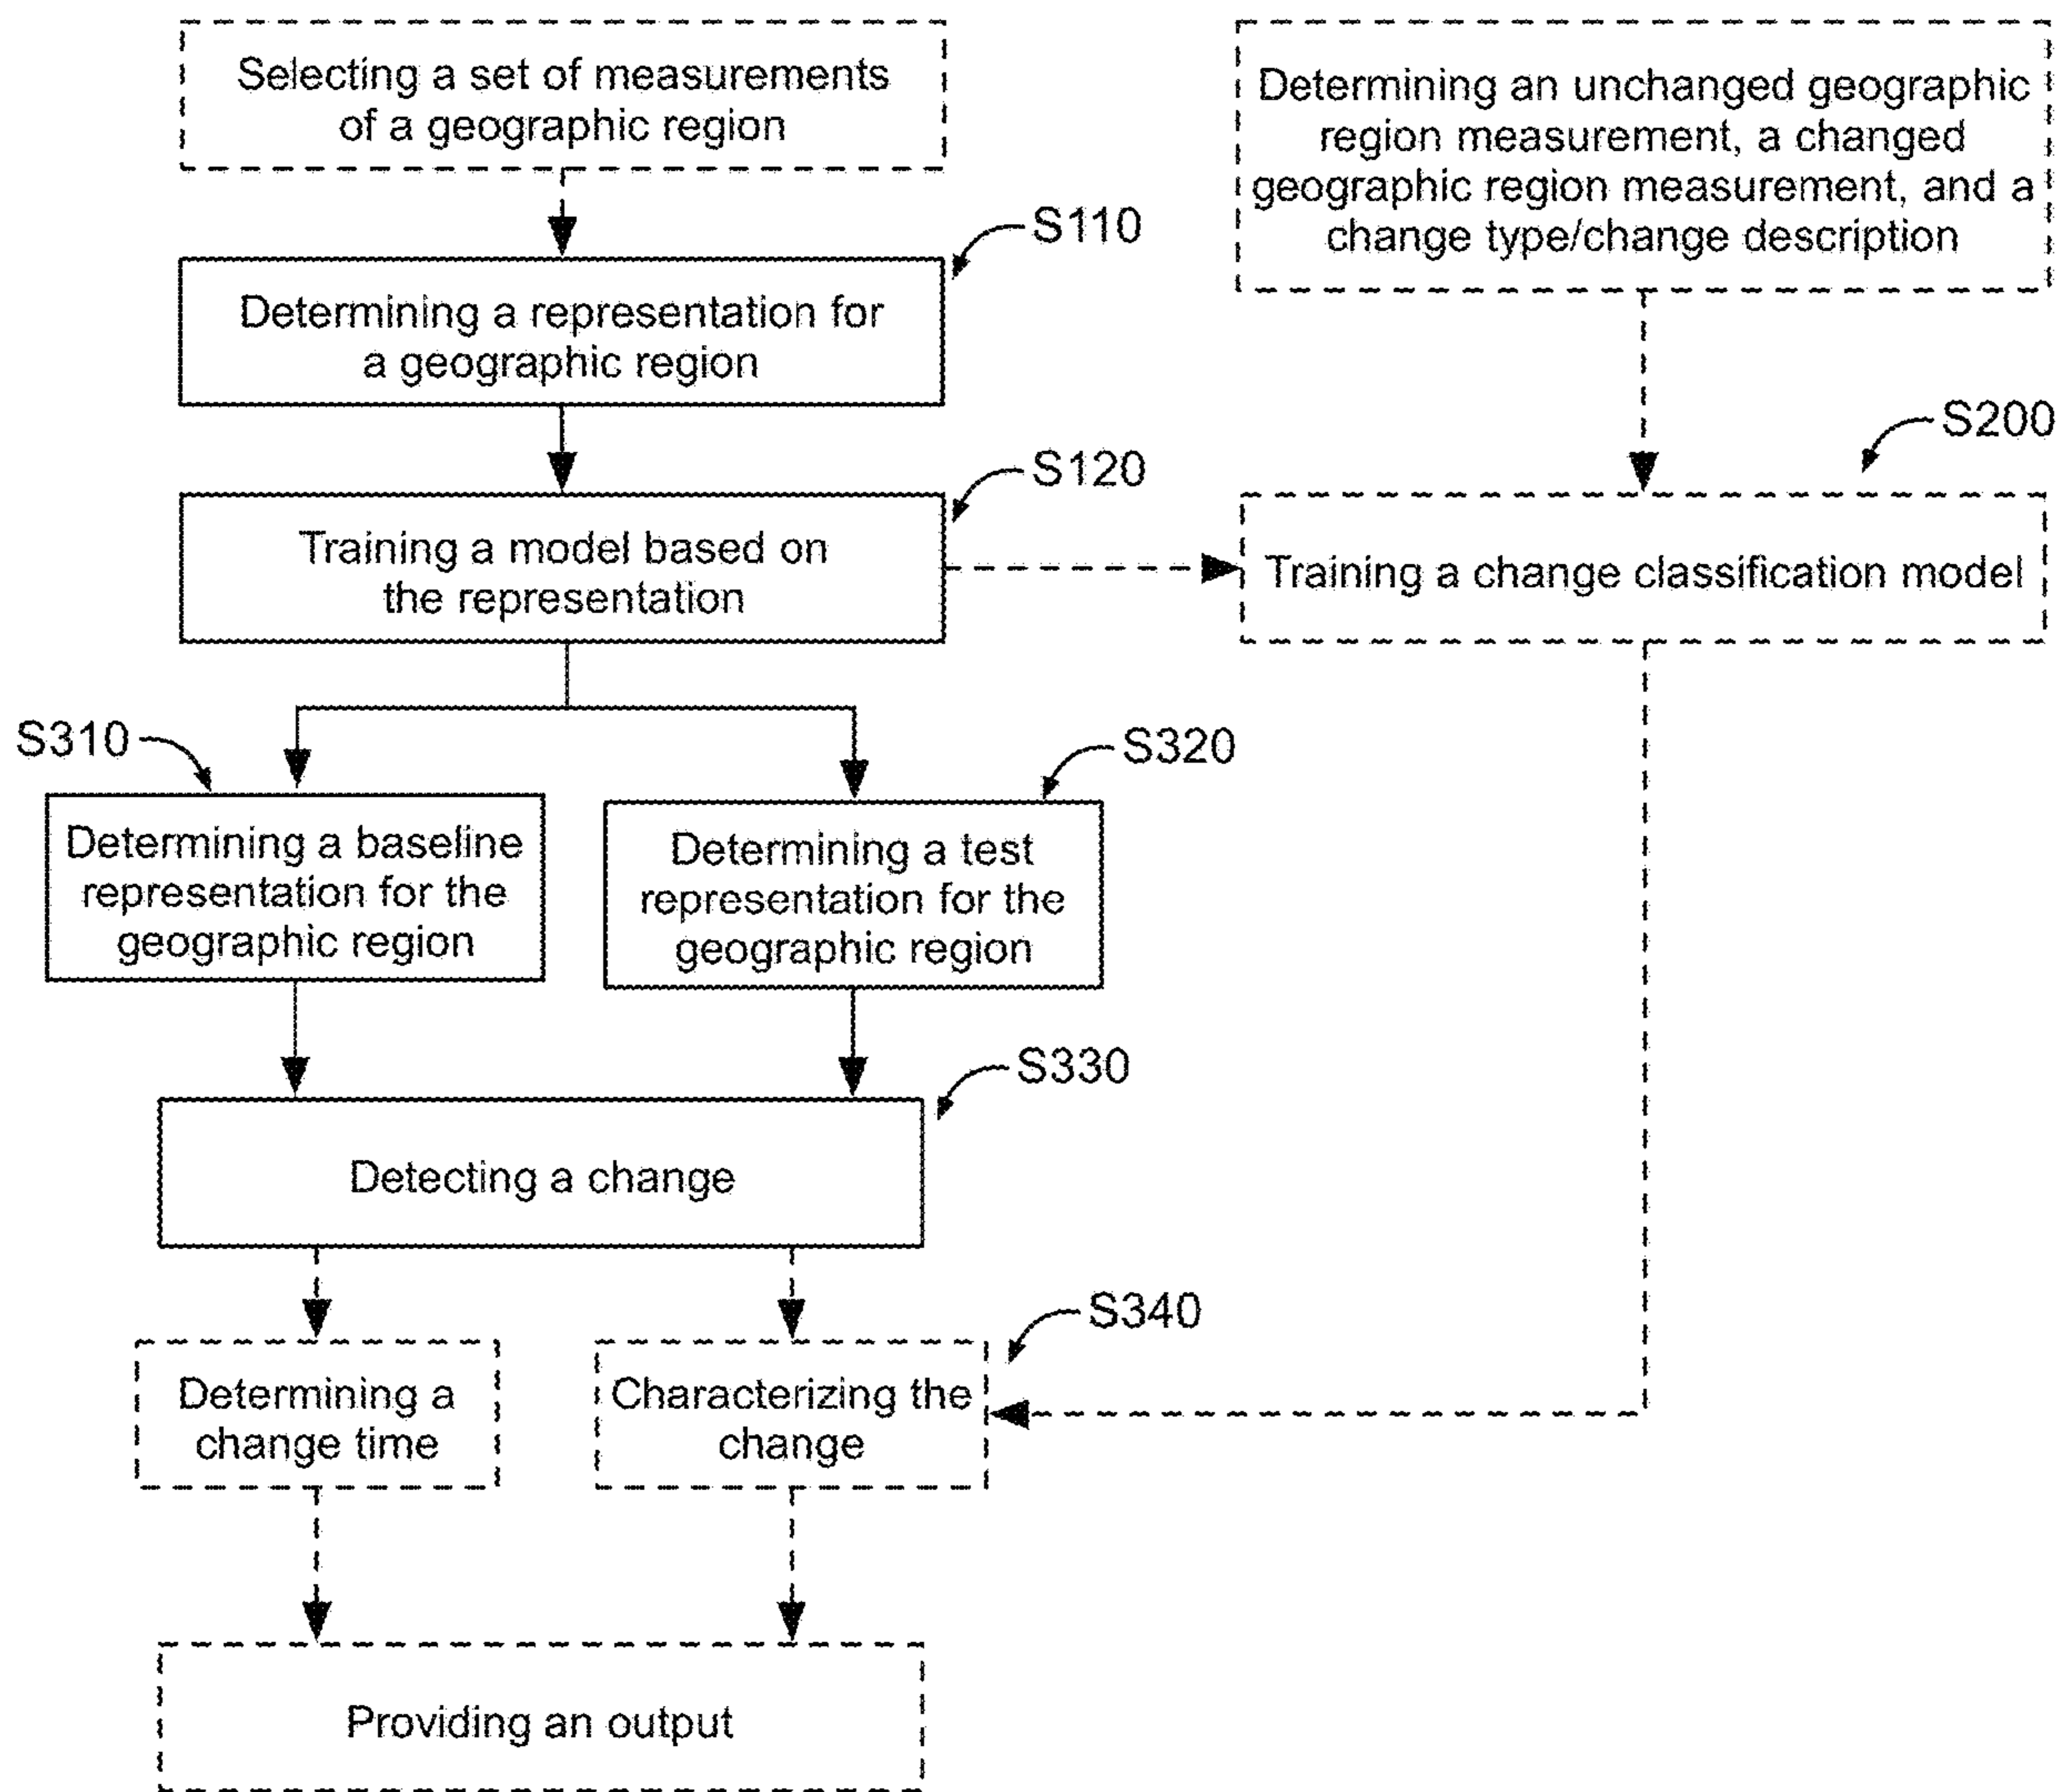 Selecting a set of measurements
of a geographic region
Determining an unchanged geographic
region measurement, a changed
geographic region measurement, and a
change type/change description
S110
Determining a representation for
a geographic region
S200
S120
Training a model based on
the representation
Training a change classification model
S310
S320
Determining a baseline
representation for the
geographic region
Determining a test
representation for the
geographic region
S330
Detecting a change
S340
Determining a
change time
Characterizing the
change
Providing an output